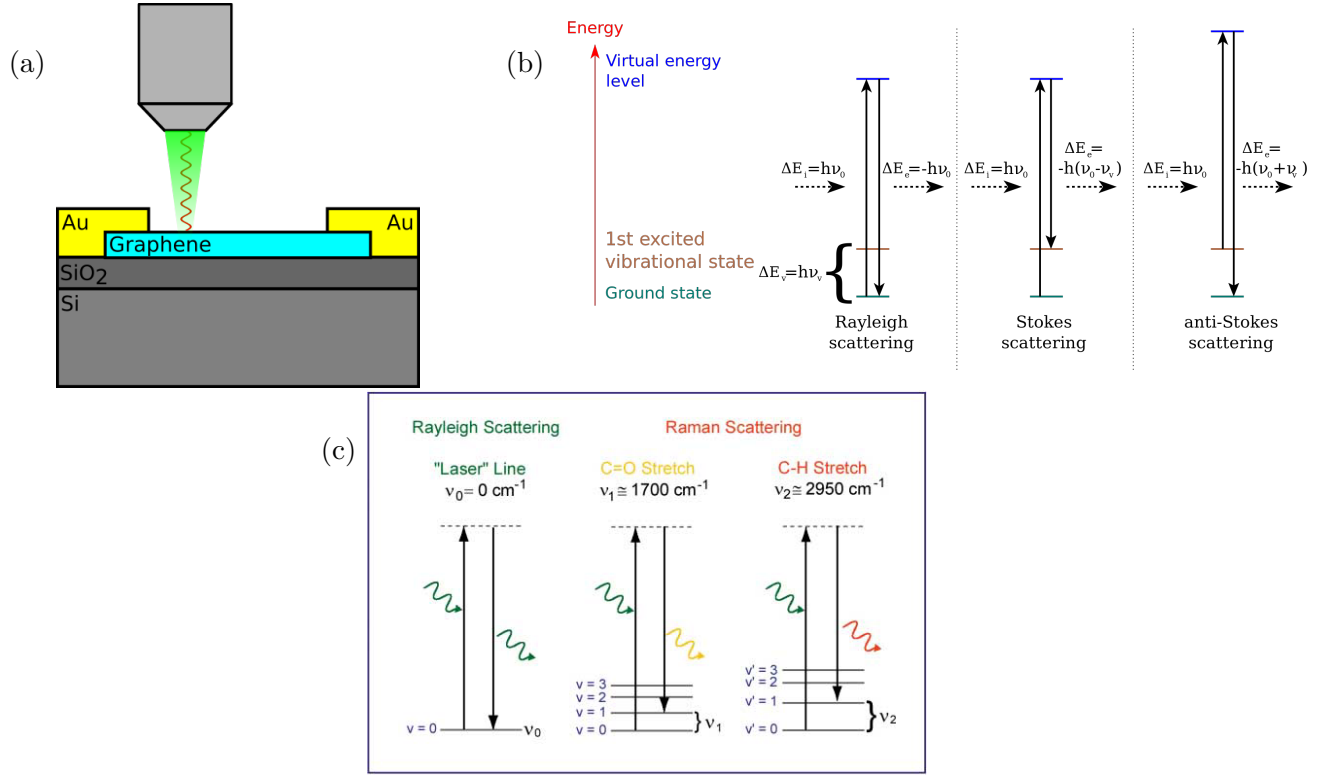 (a)
Au
Au
Graphene
SiO2
Si
(b)
Energy
Virtual energy
level
1st excited
vibrational state
Ground state
ΔEᵥ=hνᵥ
ΔEᵢ=hν₀
ΔEₑ=-hν₀
Rayleigh
scattering
ΔEᵢ=hν₀
ΔEₑ=
-h(ν₀-νᵥ)
Stokes
scattering
ΔEᵢ=hν₀
ΔEₑ=
-h(ν₀+νᵥ)
anti-Stokes
scattering
(c)
Rayleigh Scattering
Raman Scattering
"Laser" Line
ν₀= 0 cm⁻¹
C=O Stretch
ν₁≅ 1700 cm⁻¹
C-H Stretch
ν₂≅ 2950 cm⁻¹
v = 0
ν₀
v = 3
v = 2
v = 1
v = 0
ν₁
v' = 3
v' = 2
v' = 1
v' = 0
ν₂